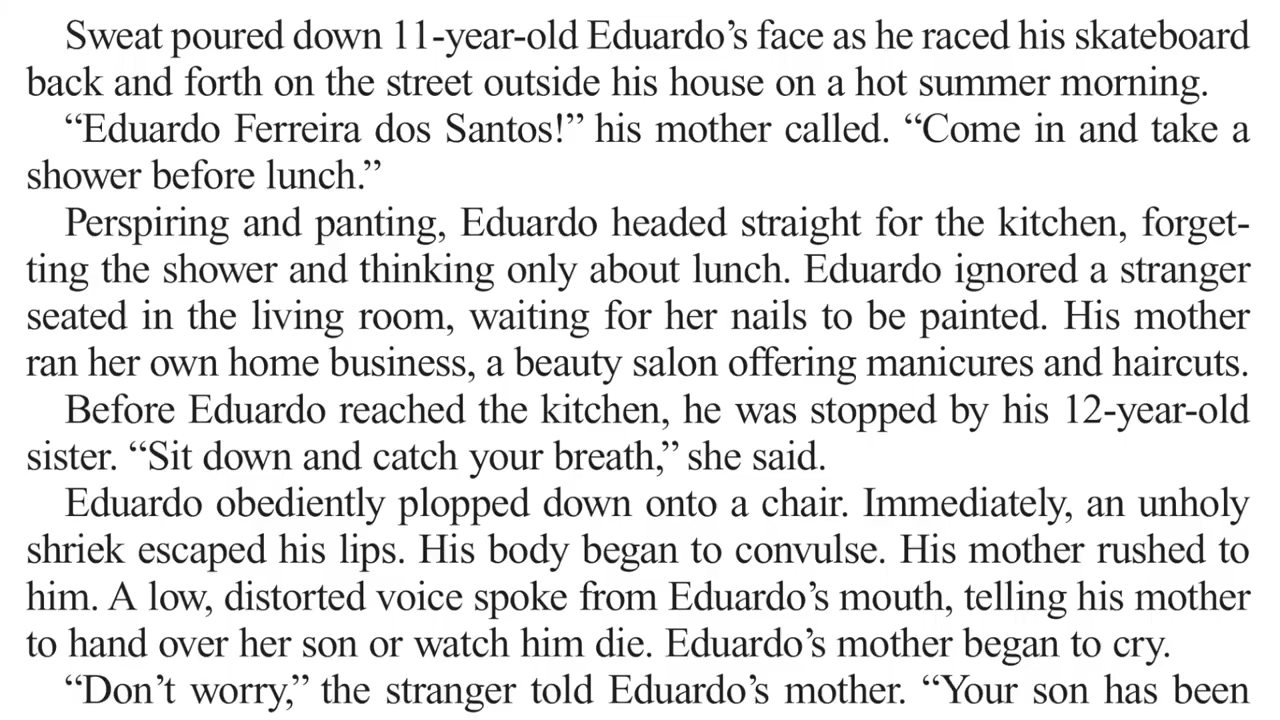 Sweat poured down 11-year-old Eduardo’s face as he raced his skateboard
back and forth on the street outside his house on a hot summer morning.
“Eduardo Ferreira dos Santos!” his mother called. “Come in and take a
shower before lunch.”
Perspiring and panting, Eduardo headed straight for the kitchen, forget-
ting the shower and thinking only about lunch. Eduardo ignored a stranger
seated in the living room, waiting for her nails to be painted. His mother
ran her own home business, a beauty salon offering manicures and haircuts.
Before Eduardo reached the kitchen, he was stopped by his 12-year-old
sister. “Sit down and catch your breath,” she said.
Eduardo obediently plopped down onto a chair. Immediately, an unholy
shriek escaped his lips. His body began to convulse. His mother rushed to
him. A low, distorted voice spoke from Eduardo’s mouth, telling his mother
to hand over her son or watch him die. Eduardo’s mother began to cry.
“Don’t worry,” the stranger told Eduardo’s mother. “Your son has been